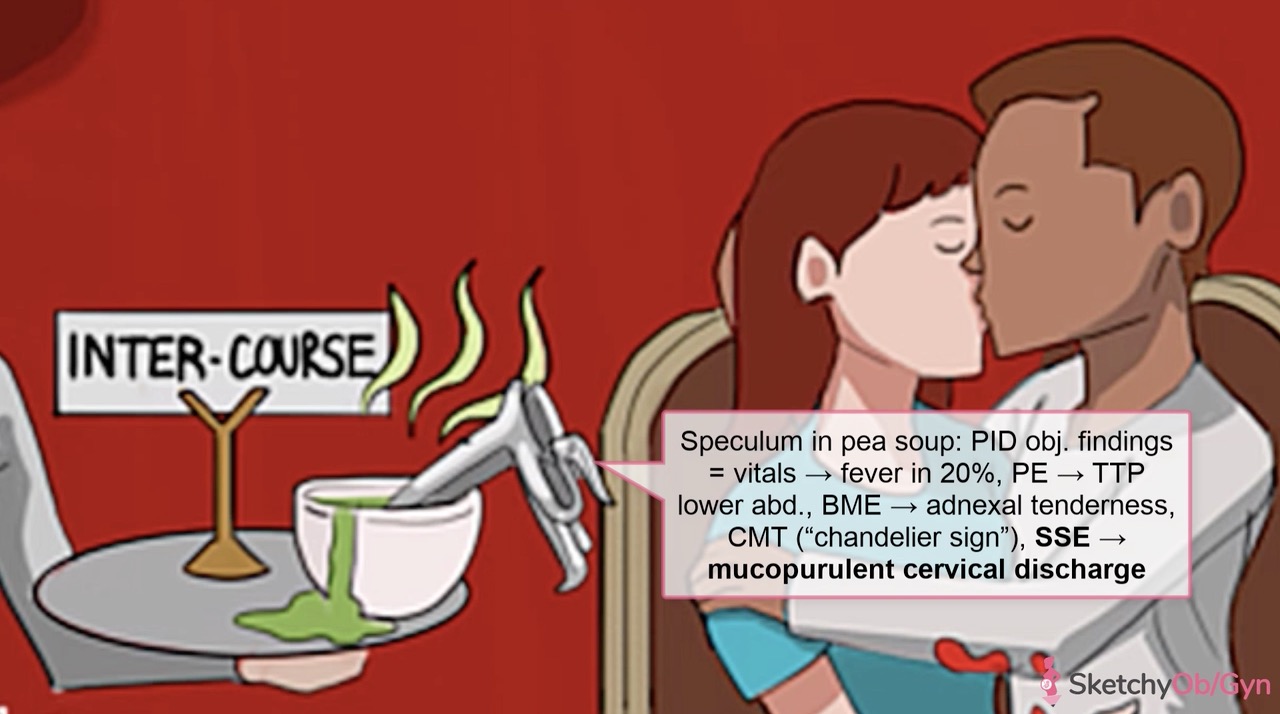 INTER-COURSE
Speculum in pea soup: PID obj. findings
= vitals → fever in 20%, PE → TTP
lower abd., BME → adnexal tenderness,
CMT (“chandelier sign”), SSE →
mucopurulent cervical discharge
SketchyOb/Gyn